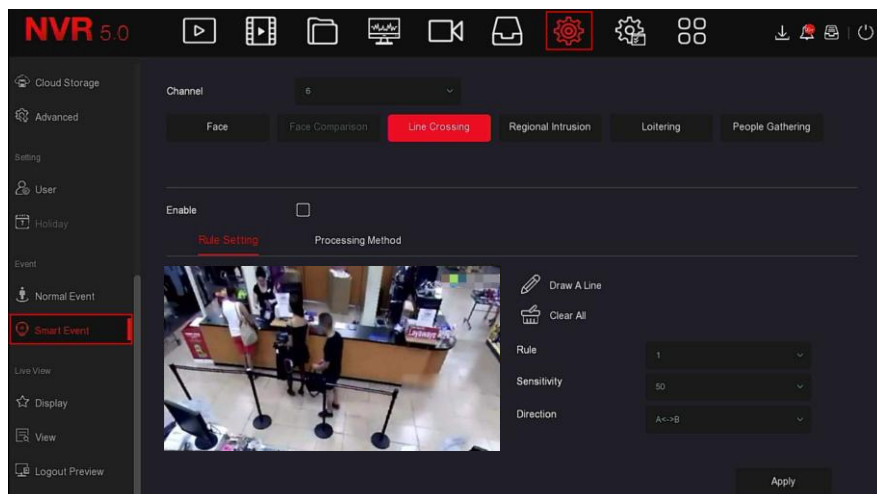 NVR 5.0
Cloud Storage
Advanced
Setting
User
Holiday
Event
Normal Event
Smart Event
Live View
Display
View
Logout Preview
Channel
6
Face
Face Comparison
Line Crossing
Regional Intrusion
Loitering
People Gathering
Enable
Rule Setting
Processing Method
Draw A Line
Clear All
Rule
1
Sensitivity
50
Direction
A<->B
Apply
Layaways